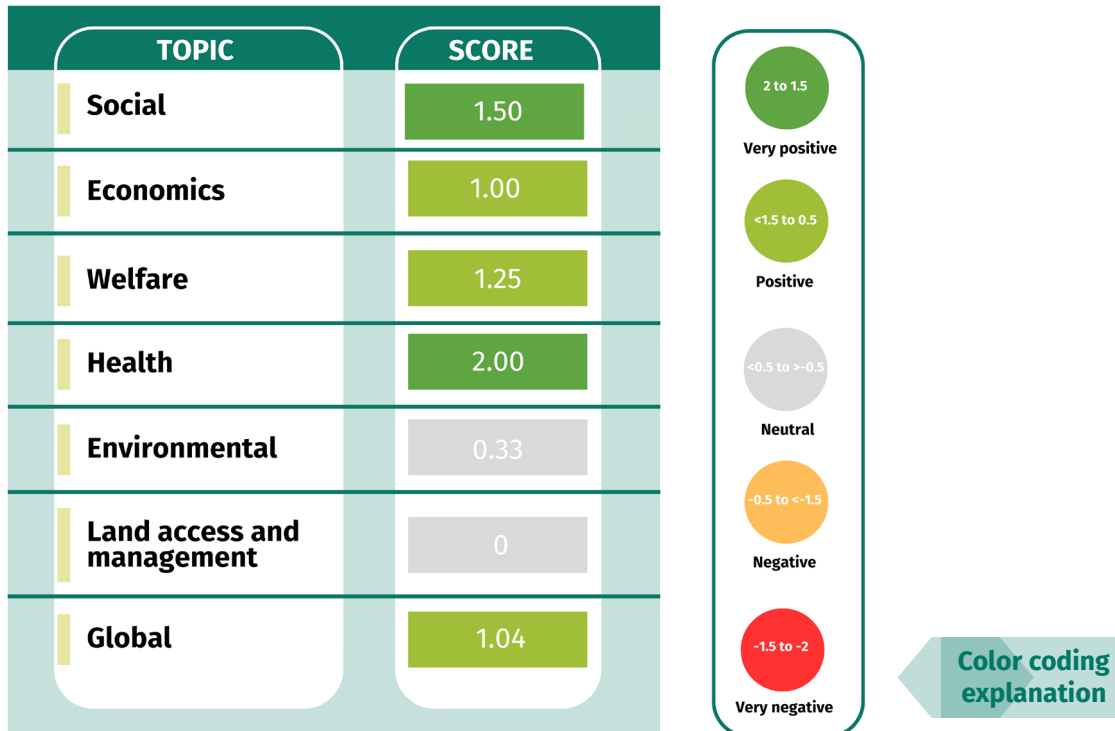 TOPIC SCORE
Social 1.50
Economics 1.00
Welfare 1.25
Health 2.00
Environmental 0.33
Land access and
management 0
Global 1.04
2 to 1.5
Very positive
<1.5 to 0.5
Positive
<0.5 to >-0.5
Neutral
-0.5 to <-1.5
Negative
-1.5 to -2
Very negative
Color coding
explanation